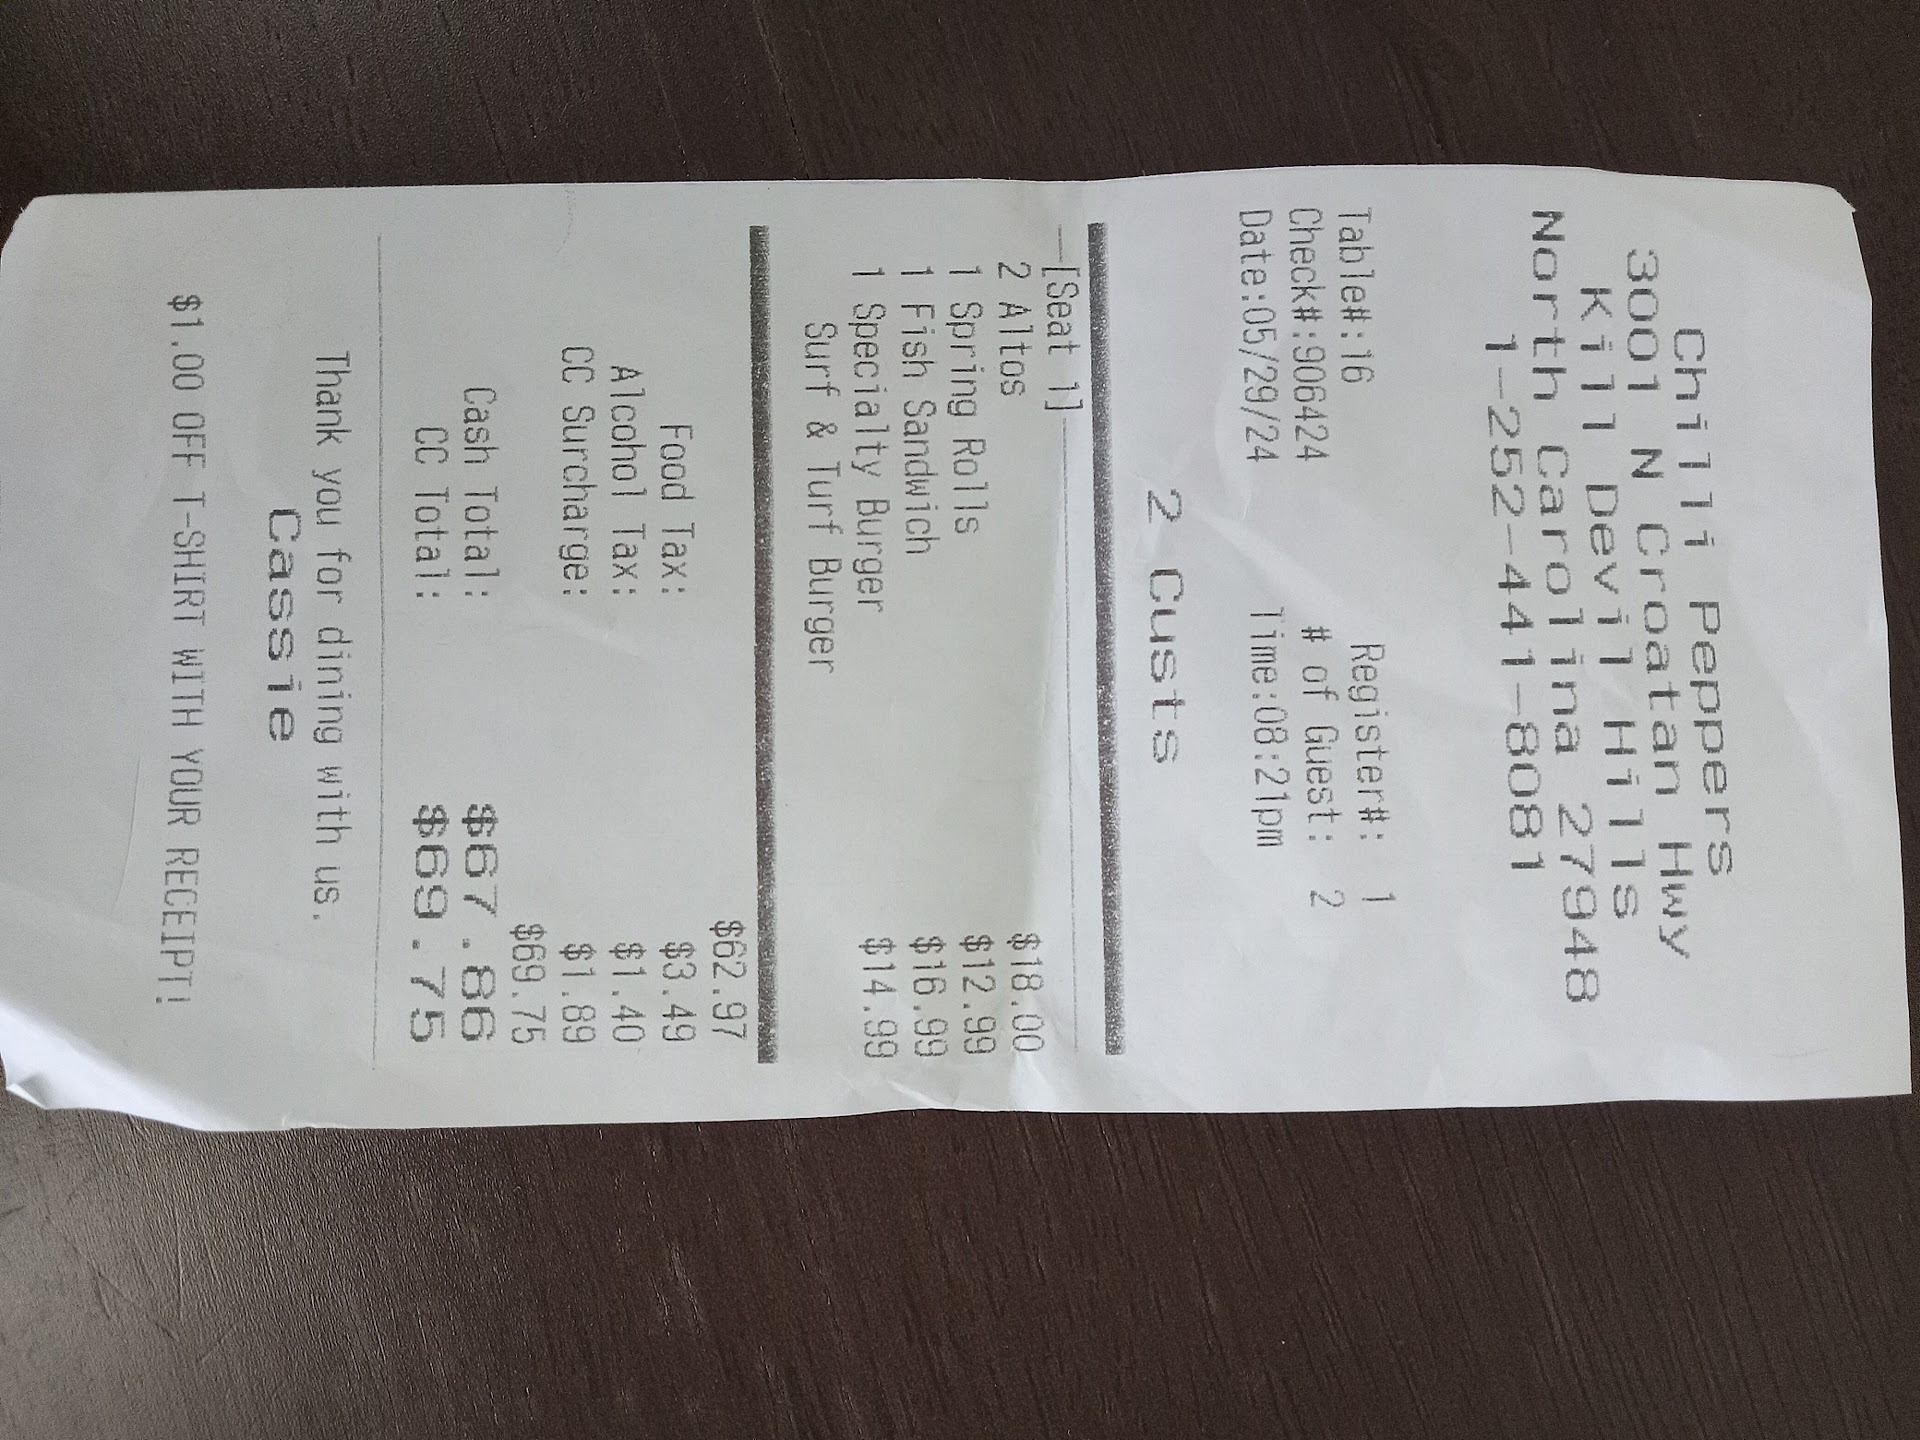 Chilli Peppers
3001 N Croatan Hwy
Kill Devil Hills
North Carolina 27948
1-252-441-8081
Table#:16 Register#: 1
Check#:906424 # of Guest: 2
Date:05/29/24 Time:08:21pm
2 Custs
[Seat 1]
2 Altos $18.00
1 Spring Rolls $12.99
1 Fish Sandwich $16.99
1 Specialty Burger $14.99
Surf & Turf Burger
$62.97
Food Tax: $3.49
Alcohol Tax: $1.40
CC Surcharge: $1.89
$69.75
Cash Total: $67.86
CC Total: $69.75
Thank you for dining with us.
Cassie
$1.00 OFF T-SHIRT WITH YOUR RECEIPT!